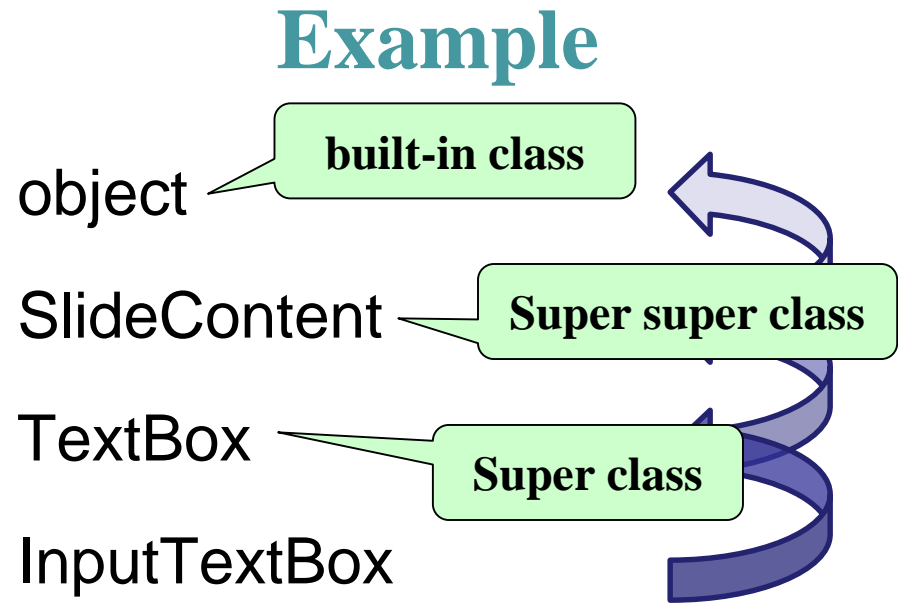 Example
built-in class
object
SlideContent
Super super class
TextBox
Super class
InputTextBox